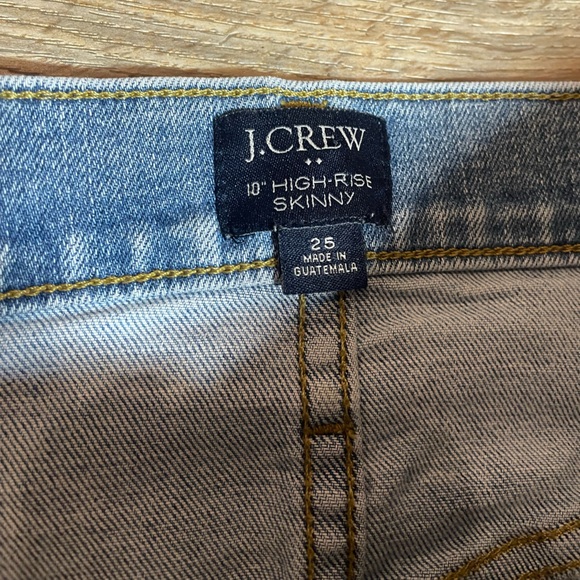 J.CREW
10" HIGH-RISE
SKINNY
25
MADE IN
GUATEMALA